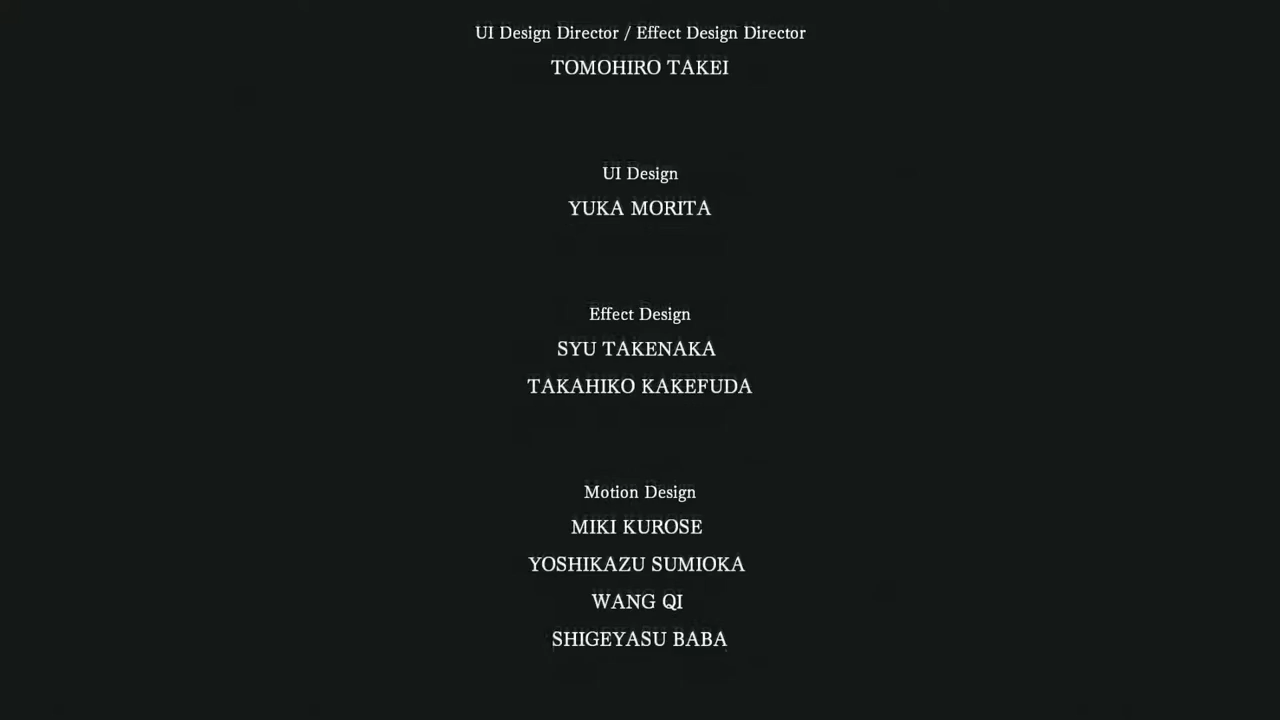 UI Design Director / Effect Design Director
TOMOHIRO TAKEI
UI Design
YUKA MORITA
Effect Design
SYU TAKENAKA
TAKAHIKO KAKEFUDA
Motion Design
MIKI KUROSE
YOSHIKAZU SUMIOKA
WANG QI
SHIGEYASU BABA